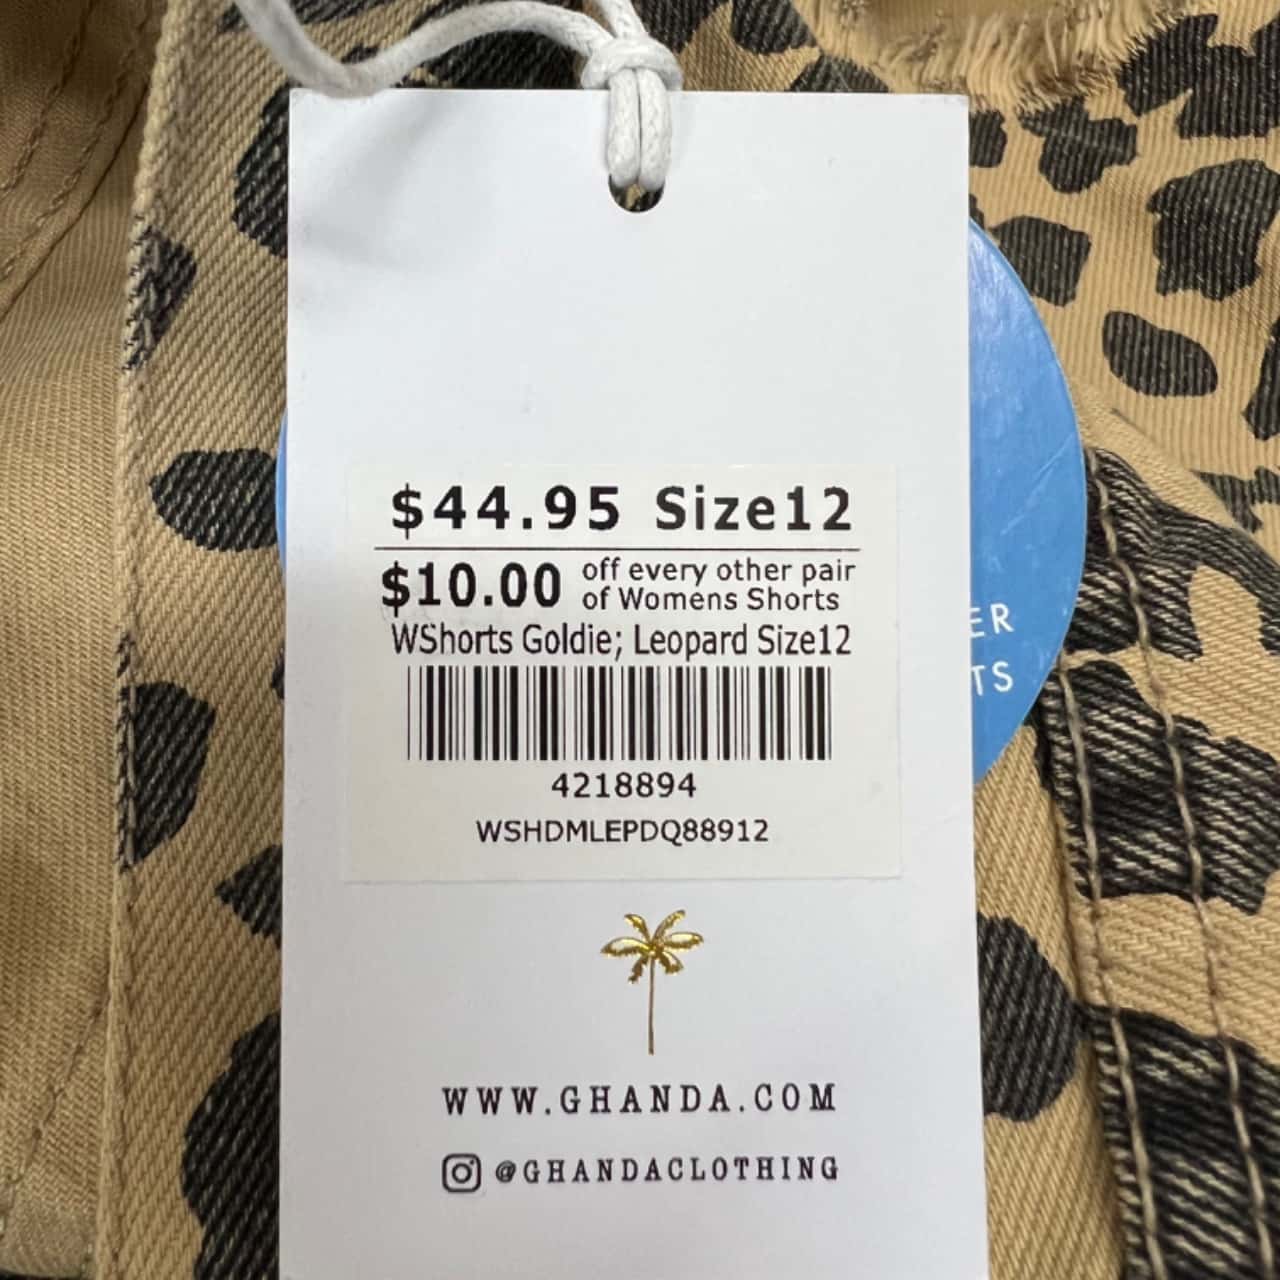 $44.95 Size12
$10.00 off every other pair
of Womens Shorts
WShorts Goldie; Leopard Size12
4218894
WSHDMLEPDQ88912
WWW.GHANDA.COM
@GHANDACLOTHING